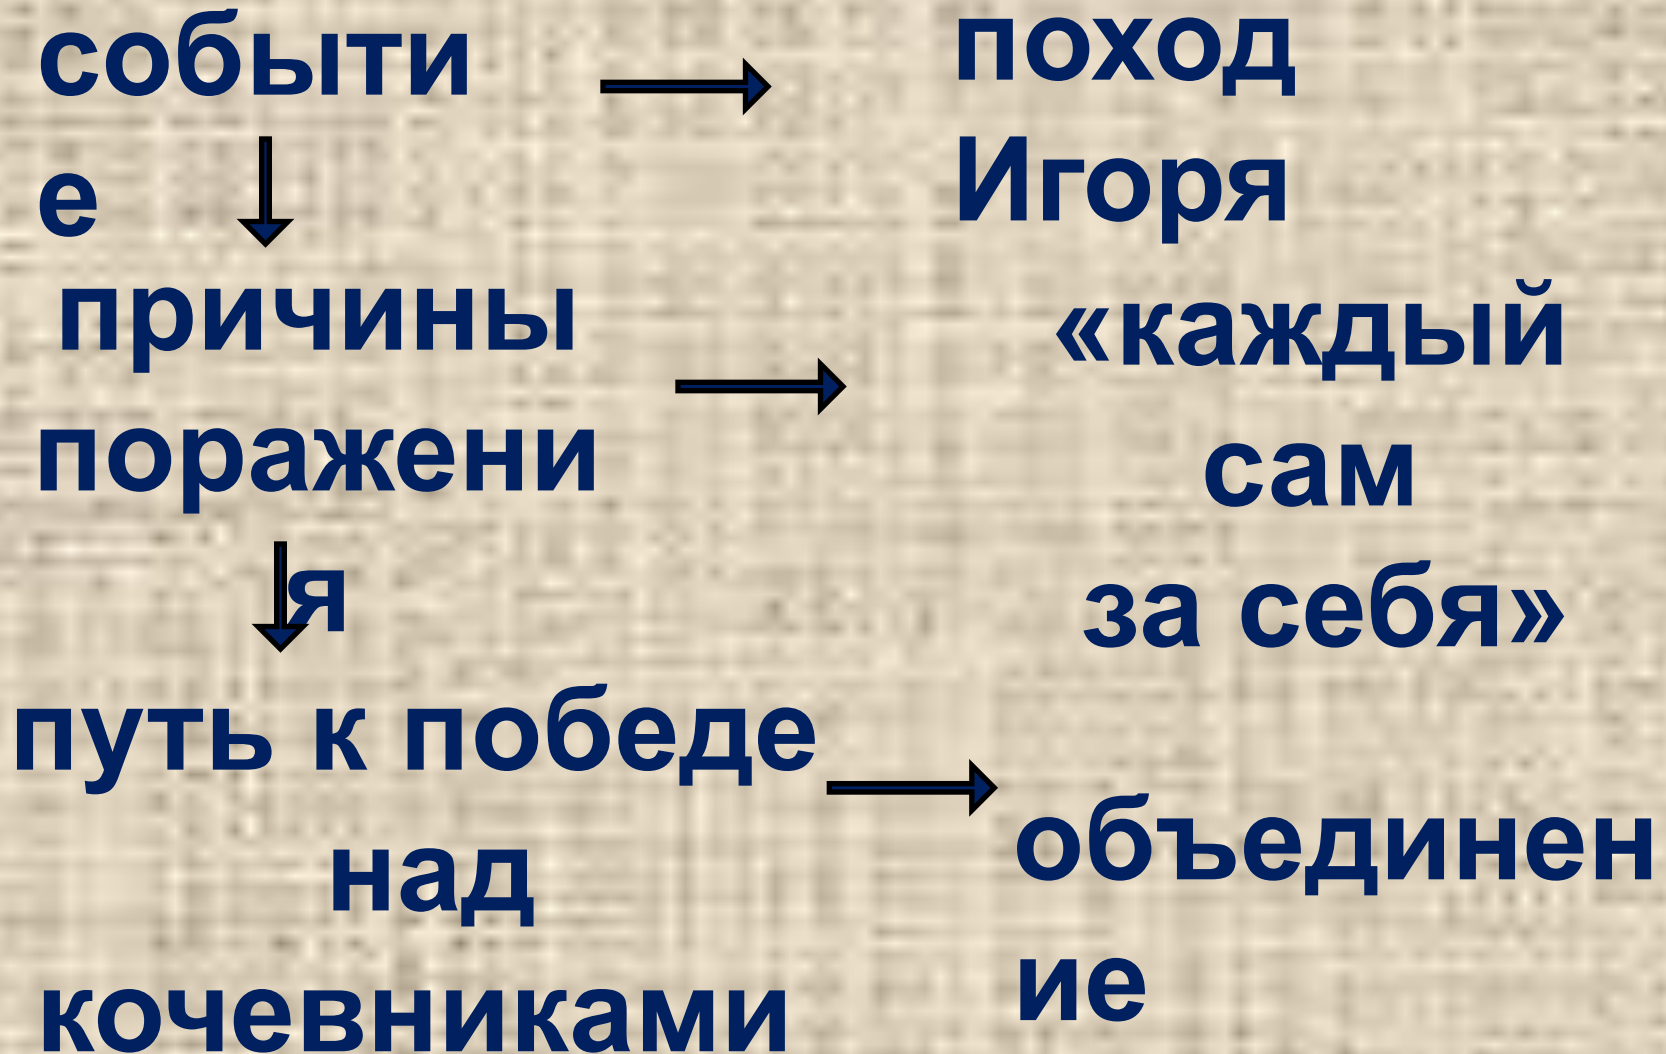 событи
е
поход
Игоря
причины
поражени
я
«каждый
сам
за себя»
путь к победе
над
кочевниками
объединен
ие